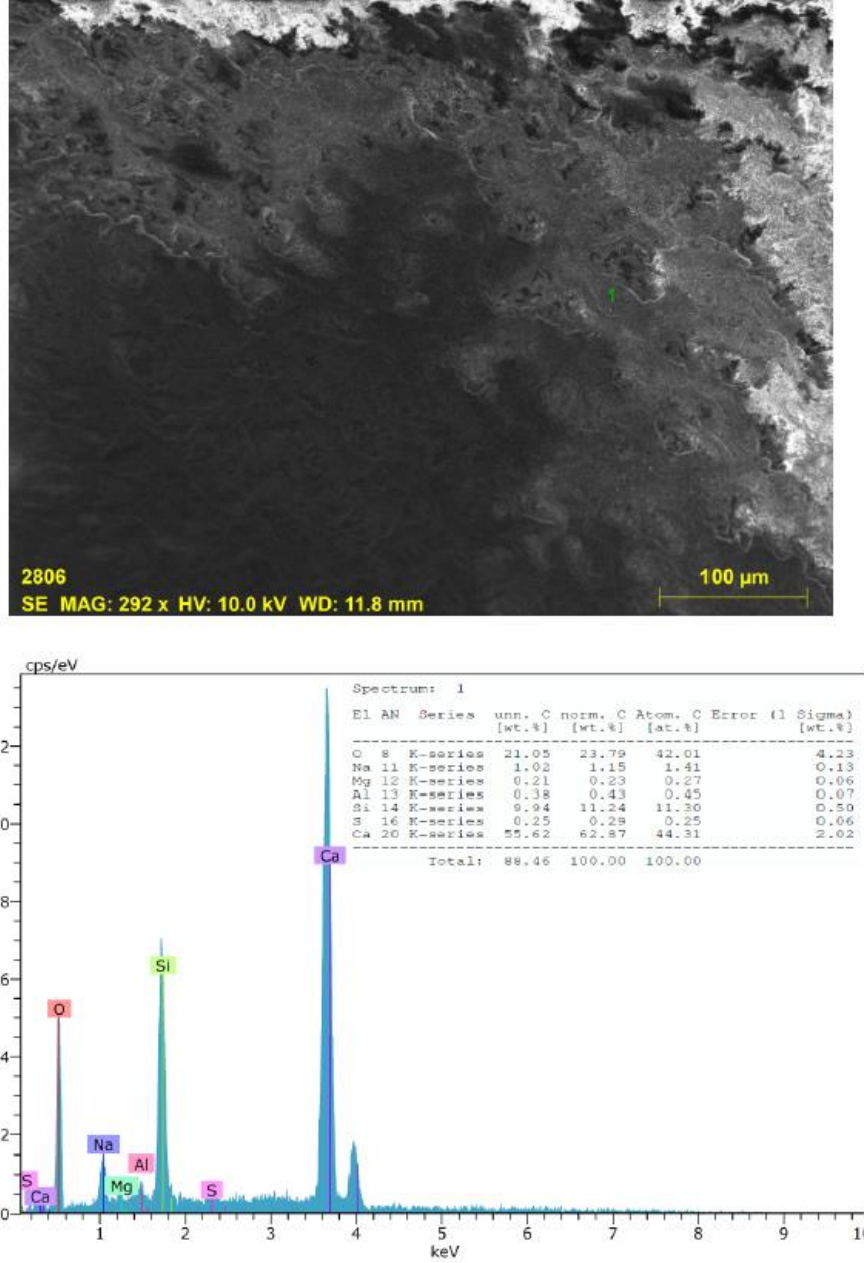 1
2806
SE MAG: 292 x HV: 10.0 kV WD: 11.8 mm
100 µm
cps/eV
Spectrum: 1
El AN Series unn. C norm. C Atom. C Error (1 Sigma)
[wt.%] [wt.%] [at.%] [wt.%]
O 8 K-series 21.05 23.79 42.01 4.23
Na 11 K-series 1.02 1.15 1.41 0.13
Mg 12 K-series 0.21 0.23 0.27 0.06
Al 13 K-series 0.38 0.43 0.45 0.07
Si 14 K-series 9.94 11.24 11.30 0.50
S 16 K-series 0.25 0.29 0.25 0.06
Ca 20 K-series 55.62 62.87 44.31 2.02
Total: 88.46 100.00 100.00
2
0
8
Ca
6
Si
O
4
2
Na
Al
S
Mg
S
Ca
0
1 2 3 4 5 6 7 8 9 10
keV